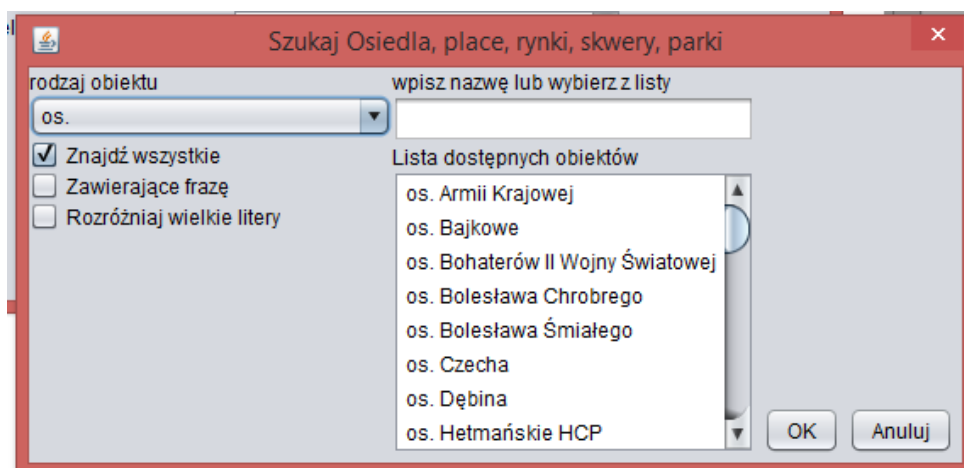 el
Szukaj Osiedla, place, rynki, skwery, parki
rodzaj obiektu
os.
Znajdź wszystkie
Zawierające frazę
Rozróżniaj wielkie litery
wpisz nazwę lub wybierz z listy
Lista dostępnych obiektów
os. Armii Krajowej
os. Bajkowe
os. Bohaterów II Wojny Światowej
os. Bolesława Chrobrego
os. Bolesława Śmiałego
os. Czecha
os. Dębina
os. Hetmańskie HCP
OK
Anuluj